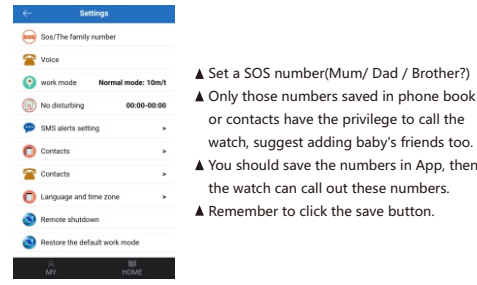 Settings
SOS
Sos/The family number
Voice
work mode Normal mode: 10m/t
No disturbing 00:00-00:00
SMS alerts setting
Contacts
Contacts
Language and time zone
Remote shutdown
Restore the default work mode
MY HOME
▲ Set a SOS number(Mum/ Dad / Brother?)
▲ Only those numbers saved in phone book
or contacts have the privilege to call the
watch, suggest adding baby's friends too.
▲ You should save the numbers in App, then
the watch can call out these numbers.
▲ Remember to click the save button.